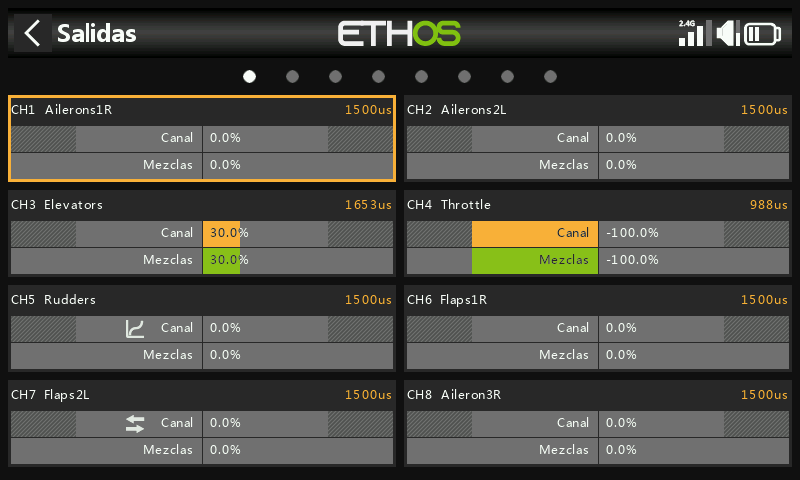 Salidas
ETHOS
2.4G
CH1 Ailerons1R 1500us
Canal 0.0%
Mezclas 0.0%
CH2 Ailerons2L 1500us
Canal 0.0%
Mezclas 0.0%
CH3 Elevators 1653us
Canal 30.0%
Mezclas 30.0%
CH4 Throttle 988us
Canal -100.0%
Mezclas -100.0%
CH5 Rudders 1500us
Canal 0.0%
Mezclas 0.0%
CH6 Flaps1R 1500us
Canal 0.0%
Mezclas 0.0%
CH7 Flaps2L 1500us
Canal 0.0%
Mezclas 0.0%
CH8 Aileron3R 1500us
Canal 0.0%
Mezclas 0.0%